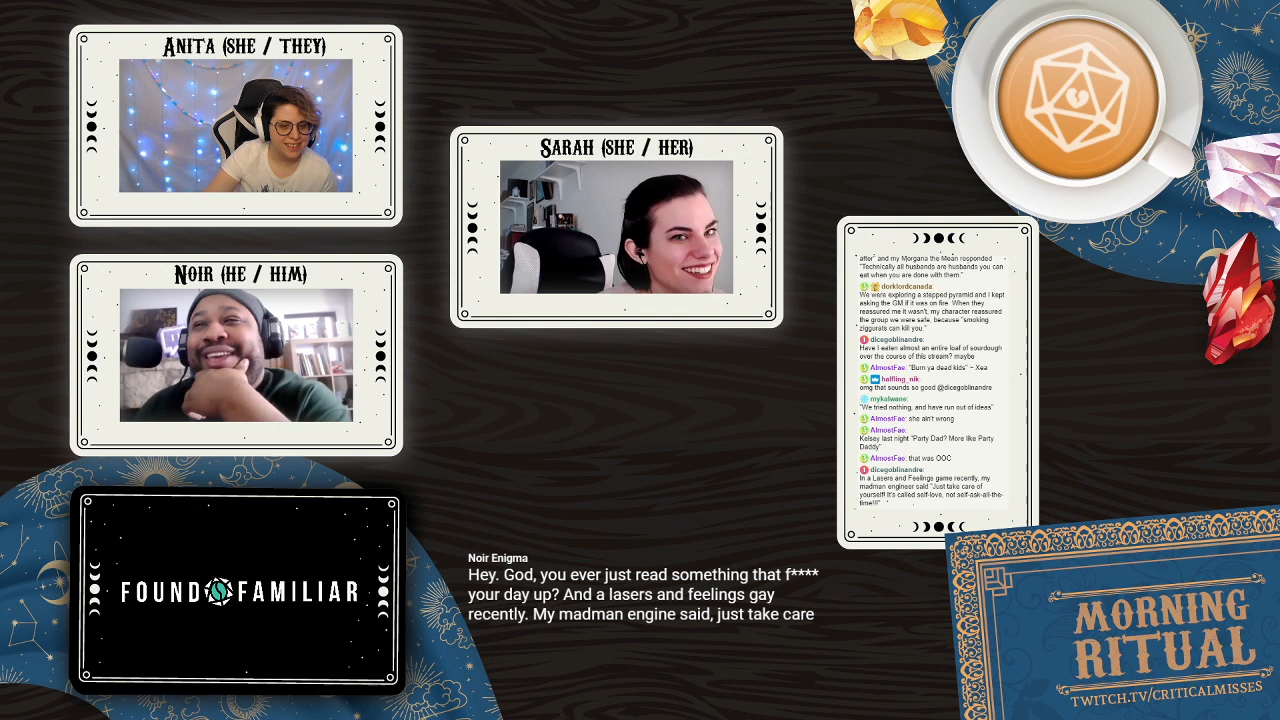 ANITA (SHE / THEY)
SARAH (SHE / HER)
NOIR (HE / HIM)
after" and my Morgana the Mean responded
"Technically all husbands are husbands you can
eat when you are done with them."
dorklordcanada:
We were exploring a stepped pyramid and I kept
asking the GM if it was on fire. When they
reassured me it wasn't, my character reassured
the group we were safe, because "smoking
ziggurats can kill you."
dicegoblinandre:
Have I eaten almost an entire loaf of sourdough
over the course of this stream? maybe
AlmostFae: "Burn ya dead kids" ~ Xea
halfling_nik:
omg that sounds so good @dicegoblinandre
mykalwane:
"We tried nothing, and have run out of ideas"
AlmostFae: she ain't wrong
AlmostFae:
Kelsey last night "Party Dad? More like Party
Daddy"
AlmostFae: that was OOC
dicegoblinandre:
In a Lasers and Feelings game recently, my
madman engineer said "Just take care of
yourself! It's called self-love, not self-ask-all-the-
time!!!"
FOUND FAMILIAR
Noir Enigma
Hey. God, you ever just read something that f****
your day up? And a lasers and feelings gay
recently. My madman engine said, just take care
MORNING
RITUAL
TWITCH.TV/CRITICALMISSES